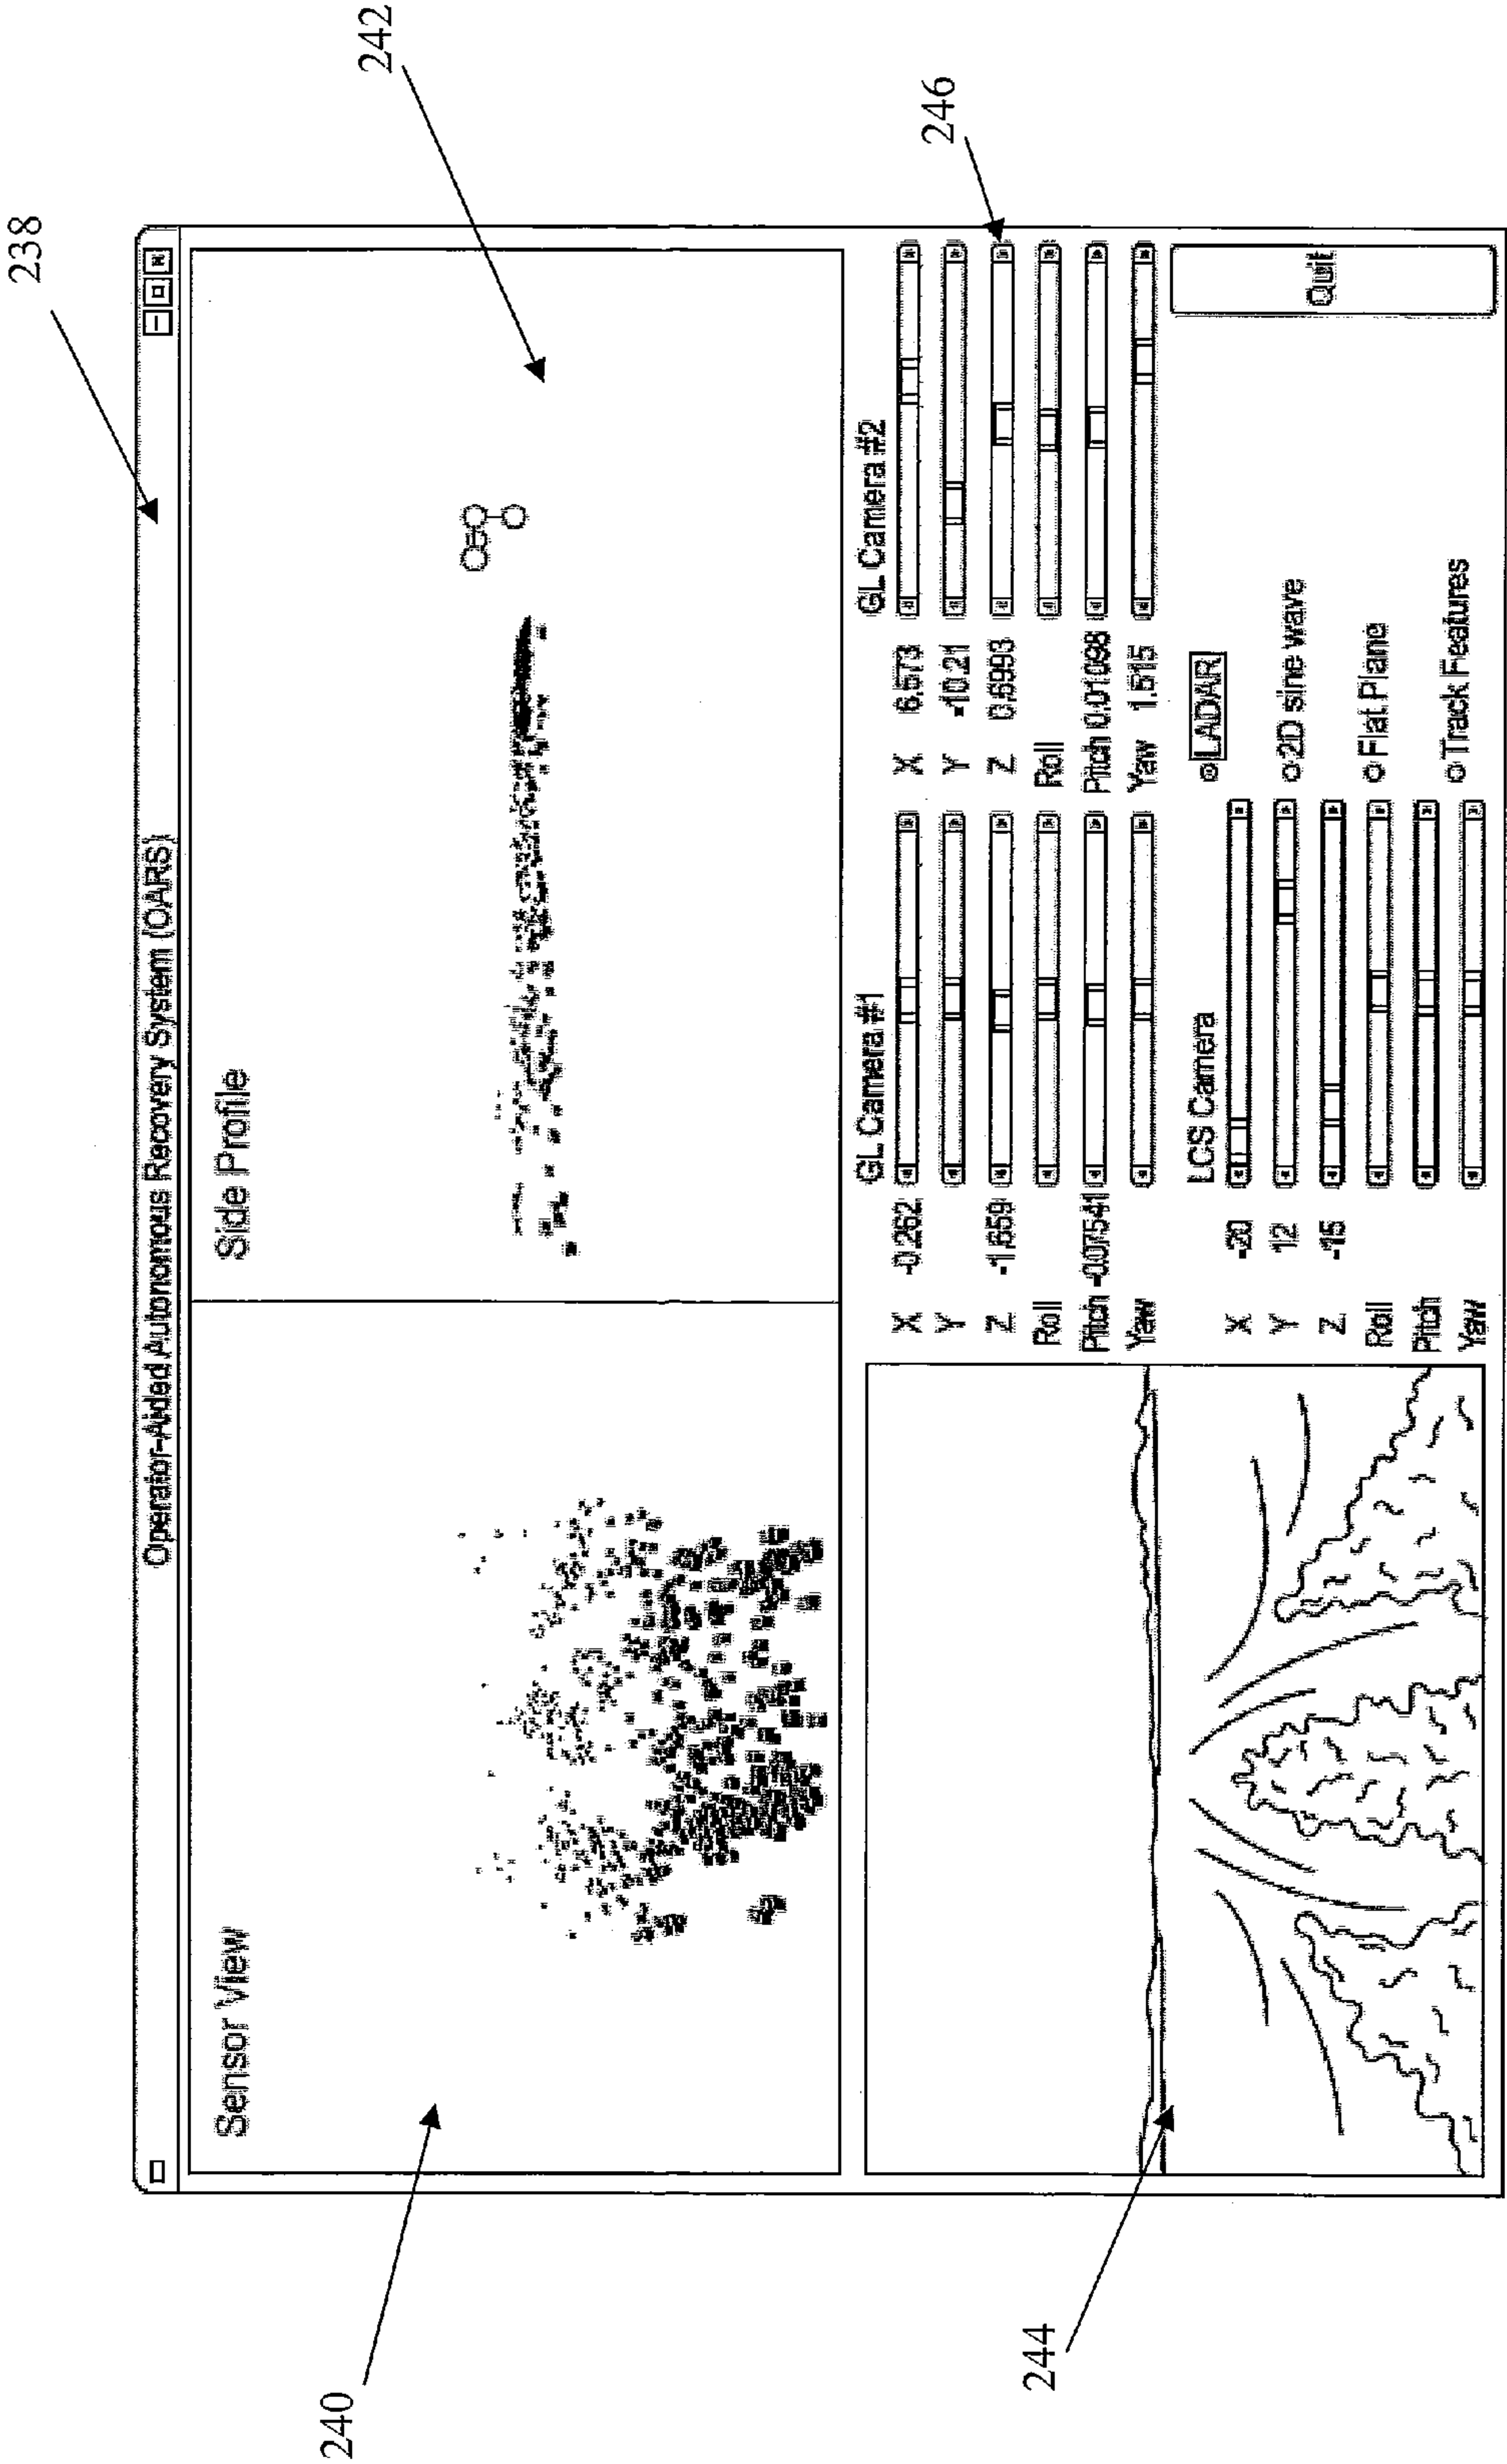 238
Operator-Aided Autonomous Recovery System (OARS)
240
Sensor View
Side Profile
242
GL Camera #1
X -0.262
Y
Z -1.659
Roll
Pitch -0.07541
Yaw
GL Camera #2
X 6.573
Y -10.21
Z 0.6993
Roll
Pitch 0.01098
Yaw 1.515
246
244
LCS Camera
X -20
Y 12
Z -15
Roll
Pitch
Yaw
LADAR
2D sine wave
Flat Plane
Track Features
Quit